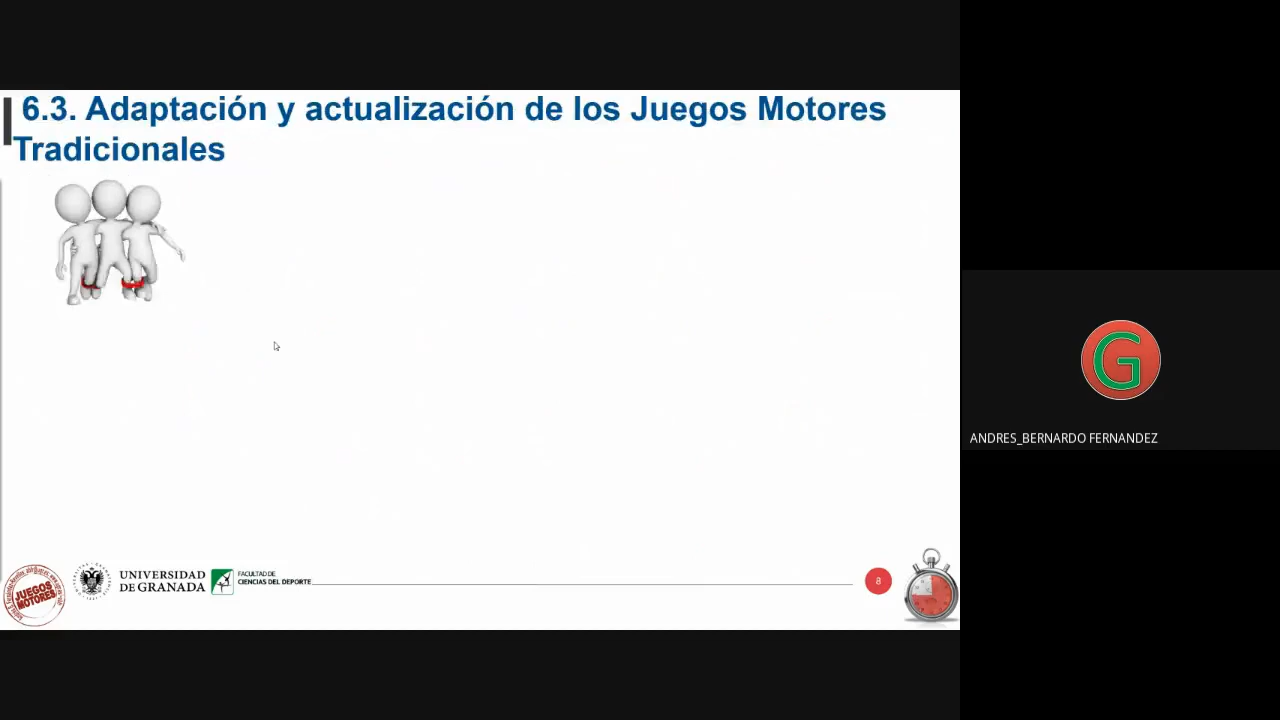 6.3. Adaptación y actualización de los Juegos Motores
Tradicionales
JUEGOS
MOTORES
UNIVERSIDAD
DE GRANADA
FACULTAD DE
CIENCIAS DEL DEPORTE
8
G
ANDRES_BERNARDO FERNANDEZ